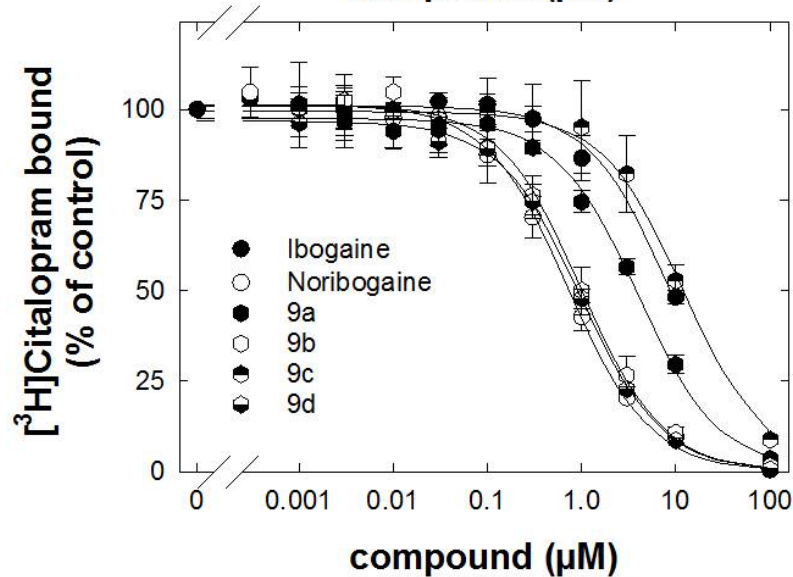 [³H]Citalopram bound
(% of control)
100
75
50
25
0
Ibogaine
Noribogaine
9a
9b
9c
9d
0 0.001 0.01 0.1 1.0 10 100
compound (µM)